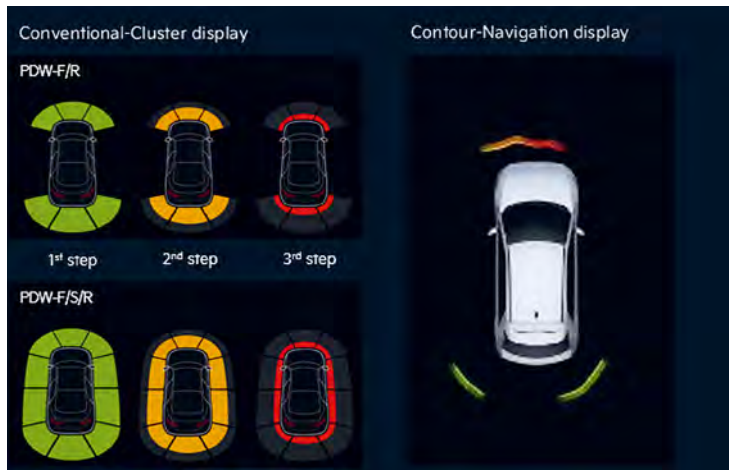 Conventional-Cluster display
PDW-F/R
1st step
2nd step
3rd step
PDW-F/S/R
Contour-Navigation display